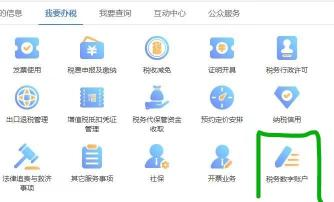 的信息 我要办税 我要查询 互动中心 公众服务
发票使用 税费申报及缴纳 税收减免 证明开具 税务行政许可
出口退税管理 增值税抵扣凭证 税务代保管资金 预约定价安排 纳税信用
管理 收取
法律追责与救济 其它服务事项 社保 开票业务 税务数字账户
事项